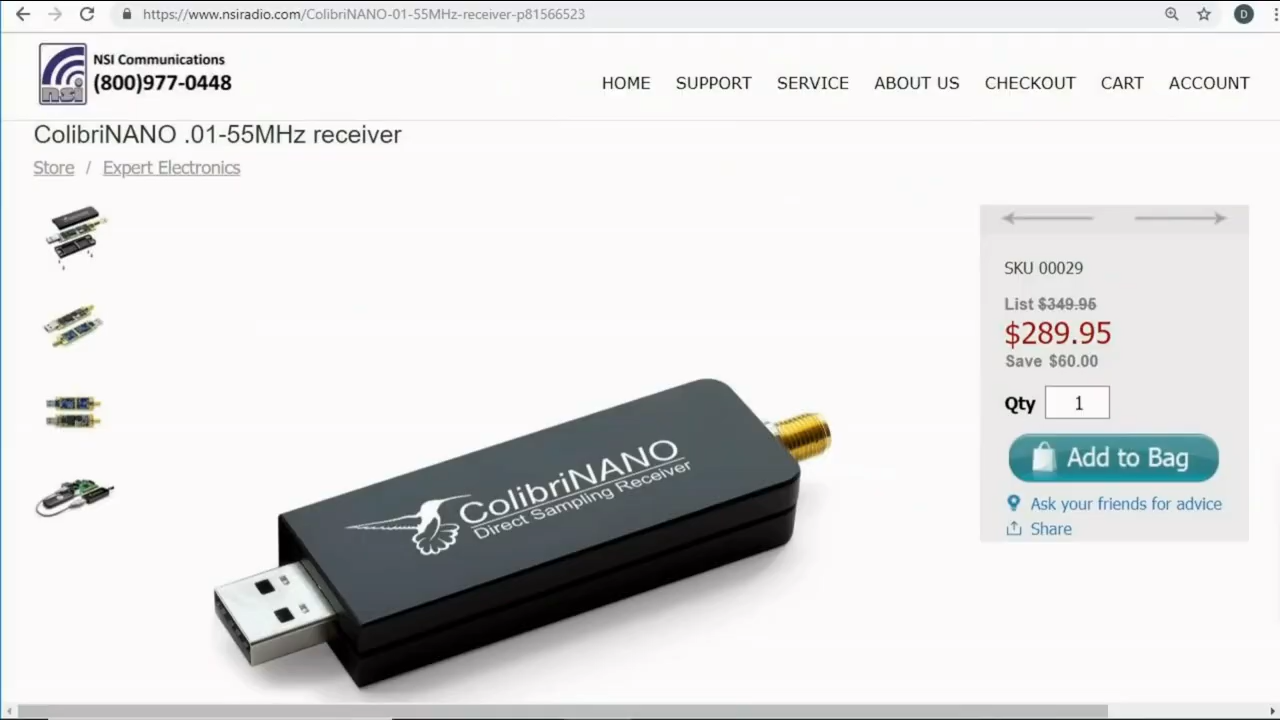 https://www.nsiradio.com/ColibriNANO-01-55MHz-receiver-p81566523
D
NSI Communications
(800)977-0448
nsi
HOME SUPPORT SERVICE ABOUT US CHECKOUT CART ACCOUNT
ColibriNANO .01-55MHz receiver
Store / Expert Electronics
SKU 00029
List $349.95
$289.95
Save $60.00
Qty 1
Add to Bag
Ask your friends for advice
Share
ColibriNANO
Direct Sampling Receiver